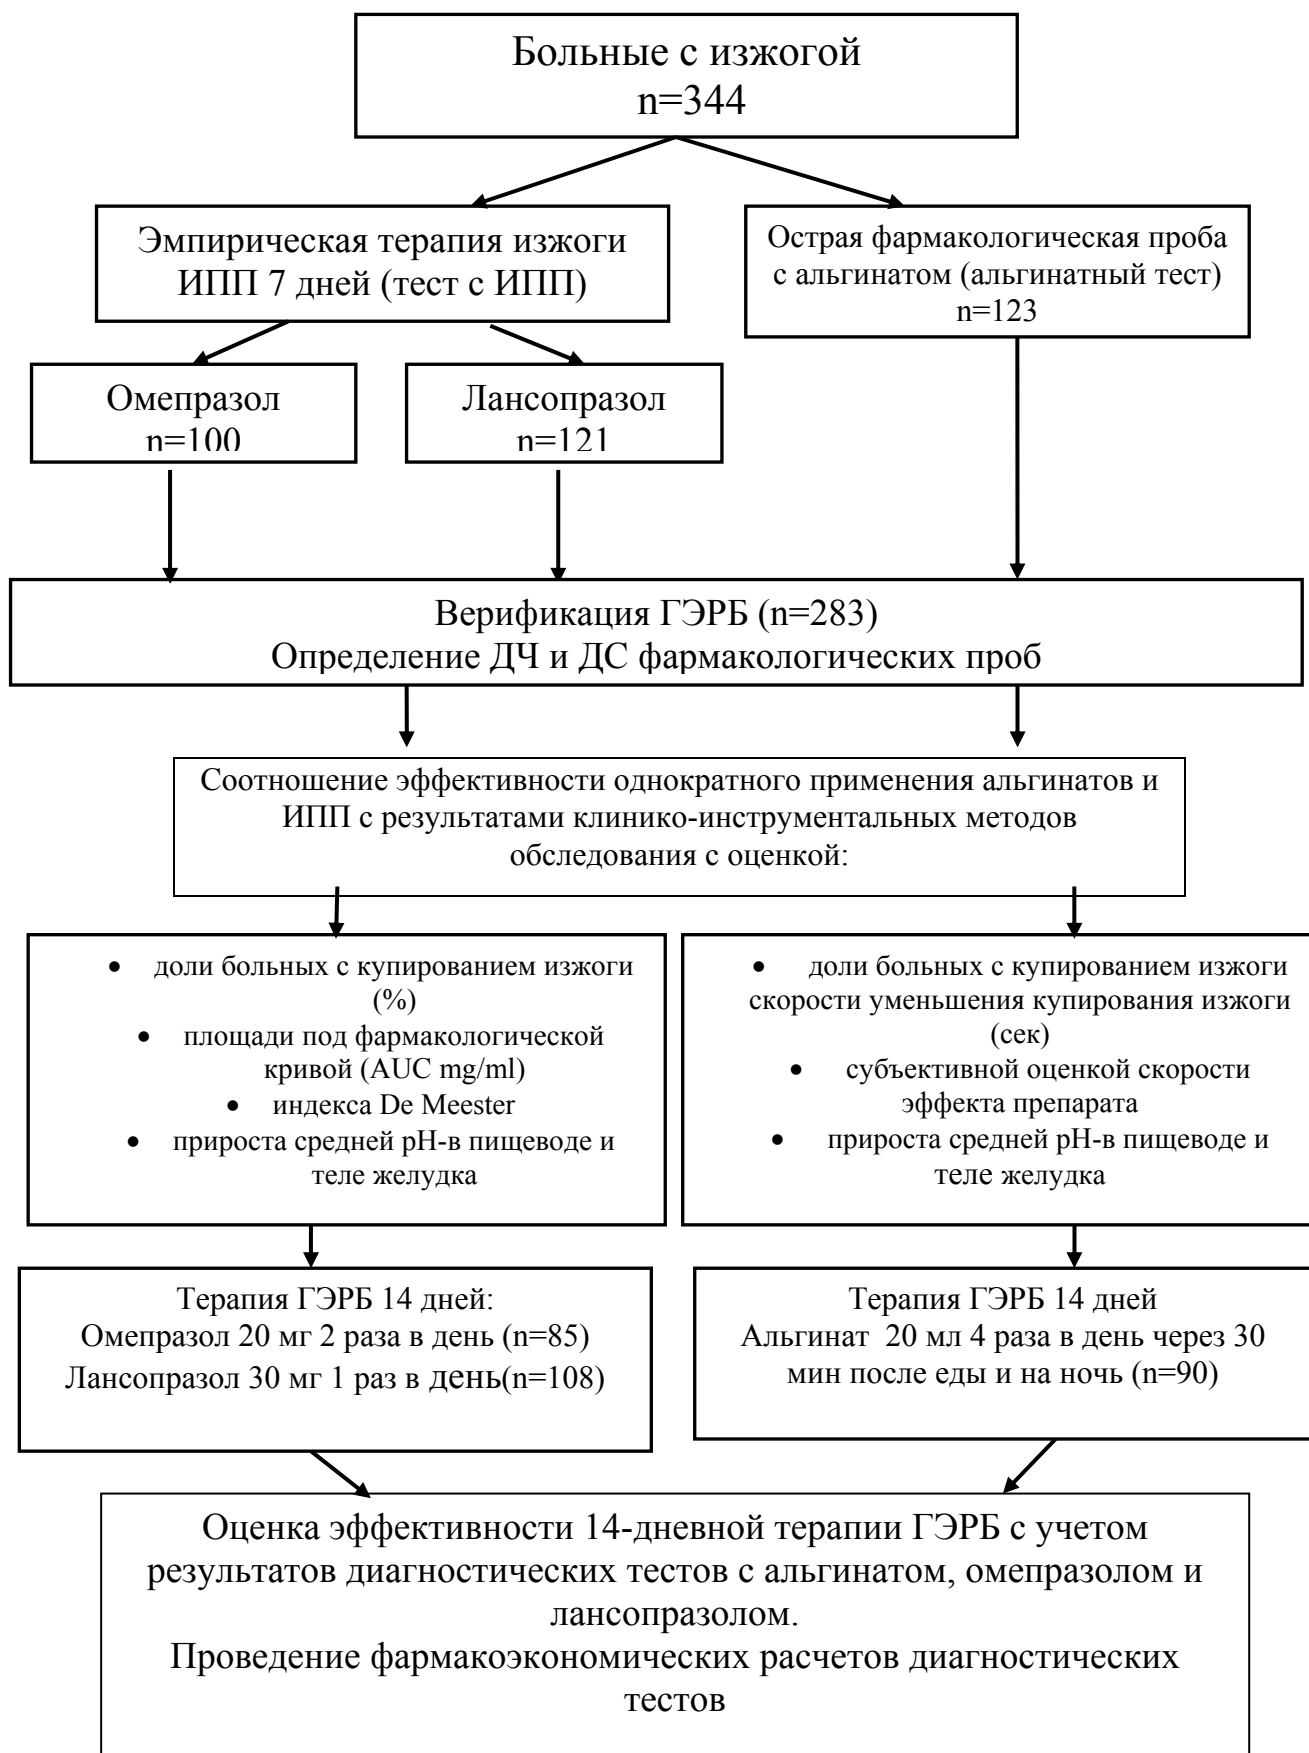 Больные с изжогой
n=344
Эмпирическая терапия изжоги
ИПП 7 дней (тест с ИПП)
Острая фармакологическая проба
с альгинатом (альгинатный тест)
n=123
Омепразол
n=100
Лансопразол
n=121
Верификация ГЭРБ (n=283)
Определение ДЧ и ДС фармакологических проб
Соотношение эффективности однократного применения альгинатов и
ИПП с результатами клинико-инструментальных методов
обследования с оценкой:
• доли больных с купированием изжоги
(%)
• площади под фармакологической
кривой (AUC mg/ml)
• индекса De Meester
• прироста средней pH-в пищеводе и
теле желудка
• доли больных с купированием изжоги
скорости уменьшения купирования изжоги
(сек)
• субъективной оценкой скорости
эффекта препарата
• прироста средней pH-в пищеводе и
теле желудка
Терапия ГЭРБ 14 дней:
Омепразол 20 мг 2 раза в день (n=85)
Лансопразол 30 мг 1 раз в день(n=108)
Терапия ГЭРБ 14 дней
Альгинат 20 мл 4 раза в день через 30
мин после еды и на ночь (n=90)
Оценка эффективности 14-дневной терапии ГЭРБ с учетом
результатов диагностических тестов с альгинатом, омепразолом и
лансопразолом.
Проведение фармакоэкономических расчетов диагностических
тестов